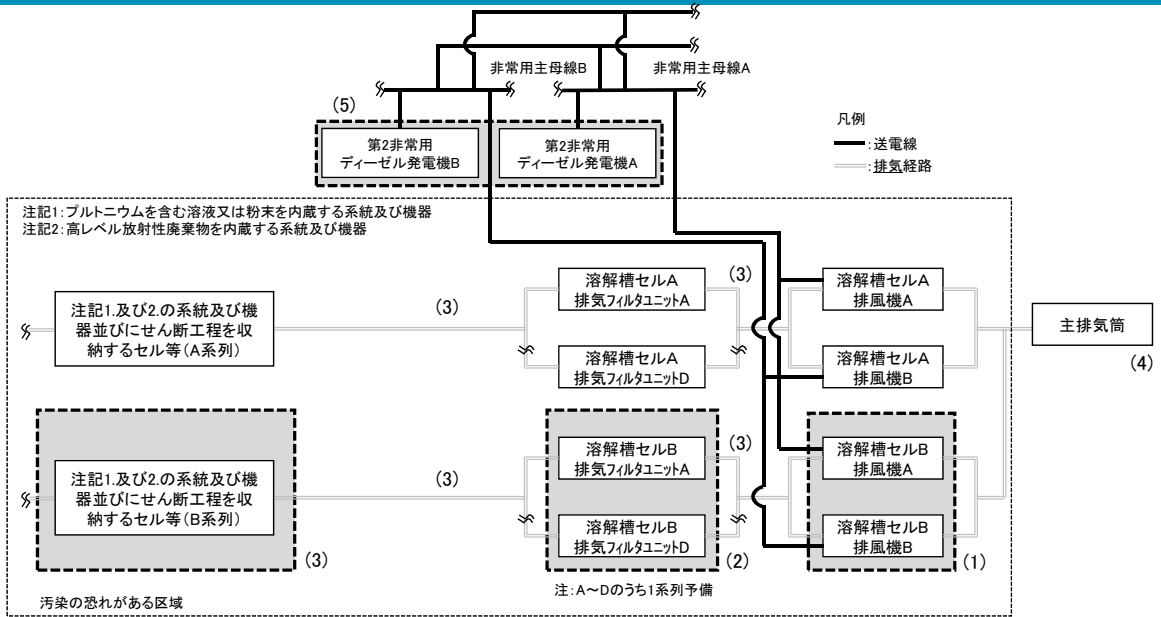 非常用主母線B
非常用主母線A
(5)
第2非常用
ディーゼル発電機B
第2非常用
ディーゼル発電機A
凡例
:送電線
:排気経路
注記1:プルトニウムを含む溶液又は粉末を内蔵する系統及び機器
注記2:高レベル放射性廃棄物を内蔵する系統及び機器
注記1.及び2.の系統及び機
器並びにせん断工程を収
納するセル等(A系列)
(3)
溶解槽セルA
排気フィルタユニットA
(3)
溶解槽セルA
排風機A
溶解槽セルA
排気フィルタユニットD
溶解槽セルA
排風機B
主排気筒
(4)
注記1.及び2.の系統及び機
器並びにせん断工程を収
納するセル等(B系列)
(3)
(3)
溶解槽セルB
排気フィルタユニットA
(3)
溶解槽セルB
排風機A
溶解槽セルB
排気フィルタユニットD
(2)
溶解槽セルB
排風機B
(1)
注:A～Dのうち1系列予備
汚染の恐れがある区域